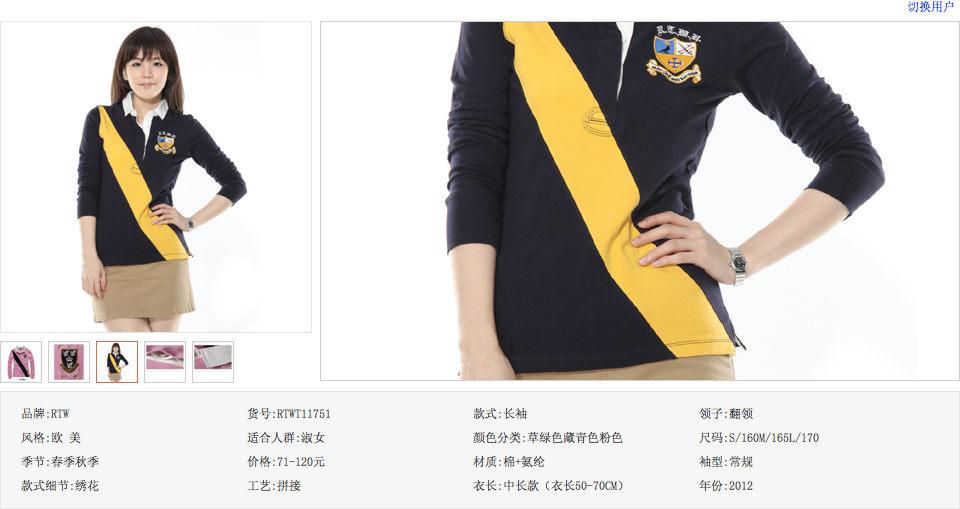 切换用户
R.T.W.H.
品牌:RTW 货号:RTWT11751 款式:长袖 领子:翻领
风格:欧 美 适合人群:淑女 颜色分类:草绿色藏青色粉色 尺码:S/160M/165L/170
季节:春季秋季 价格:71-120元 材质:棉+氨纶 袖型:常规
款式细节:绣花 工艺:拼接 衣长:中长款（衣长50-70CM） 年份:2012